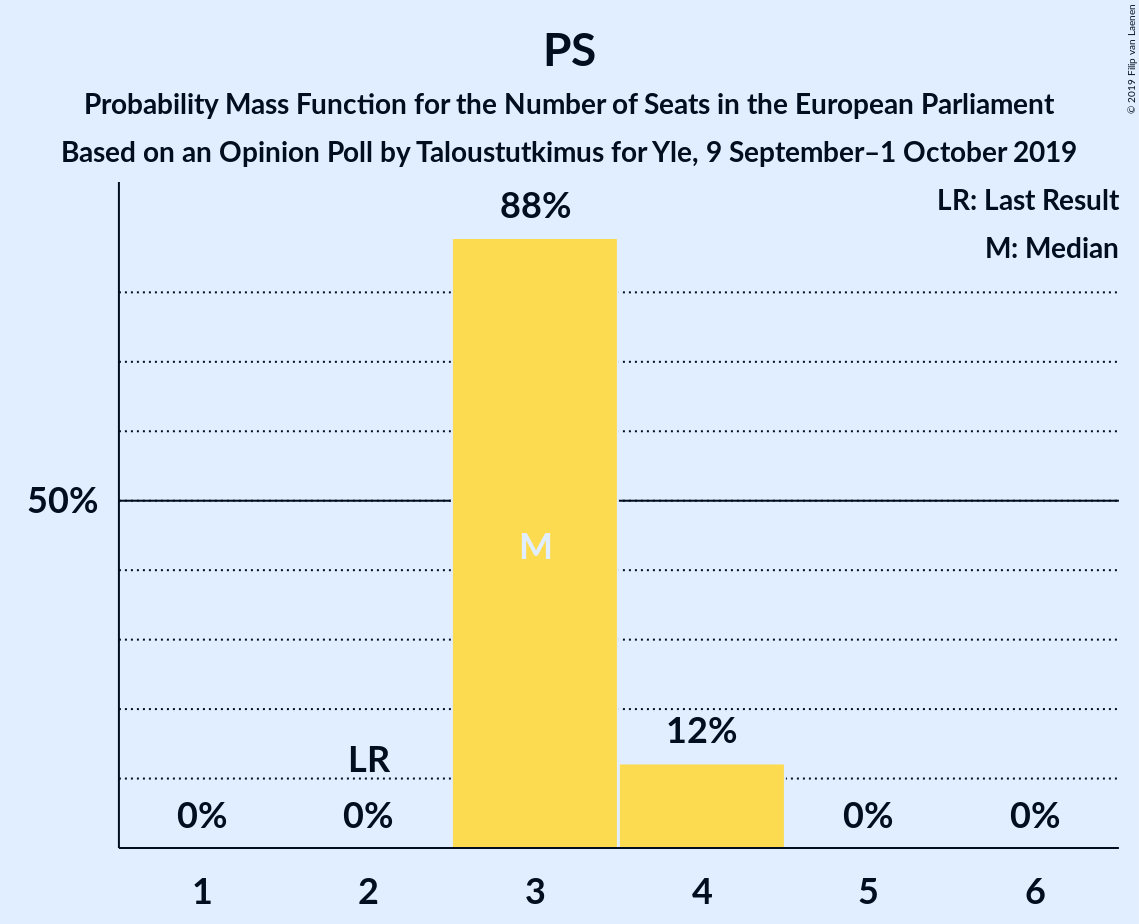 PS
Probability Mass Function for the Number of Seats in the European Parliament
Based on an Opinion Poll by Taloustutkimus for Yle, 9 September–1 October 2019
© 2019 Filip van Laenen
LR: Last Result
M: Median
88%
50%
M
12%
LR
0%
0%
0%
0%
1
2
3
4
5
6